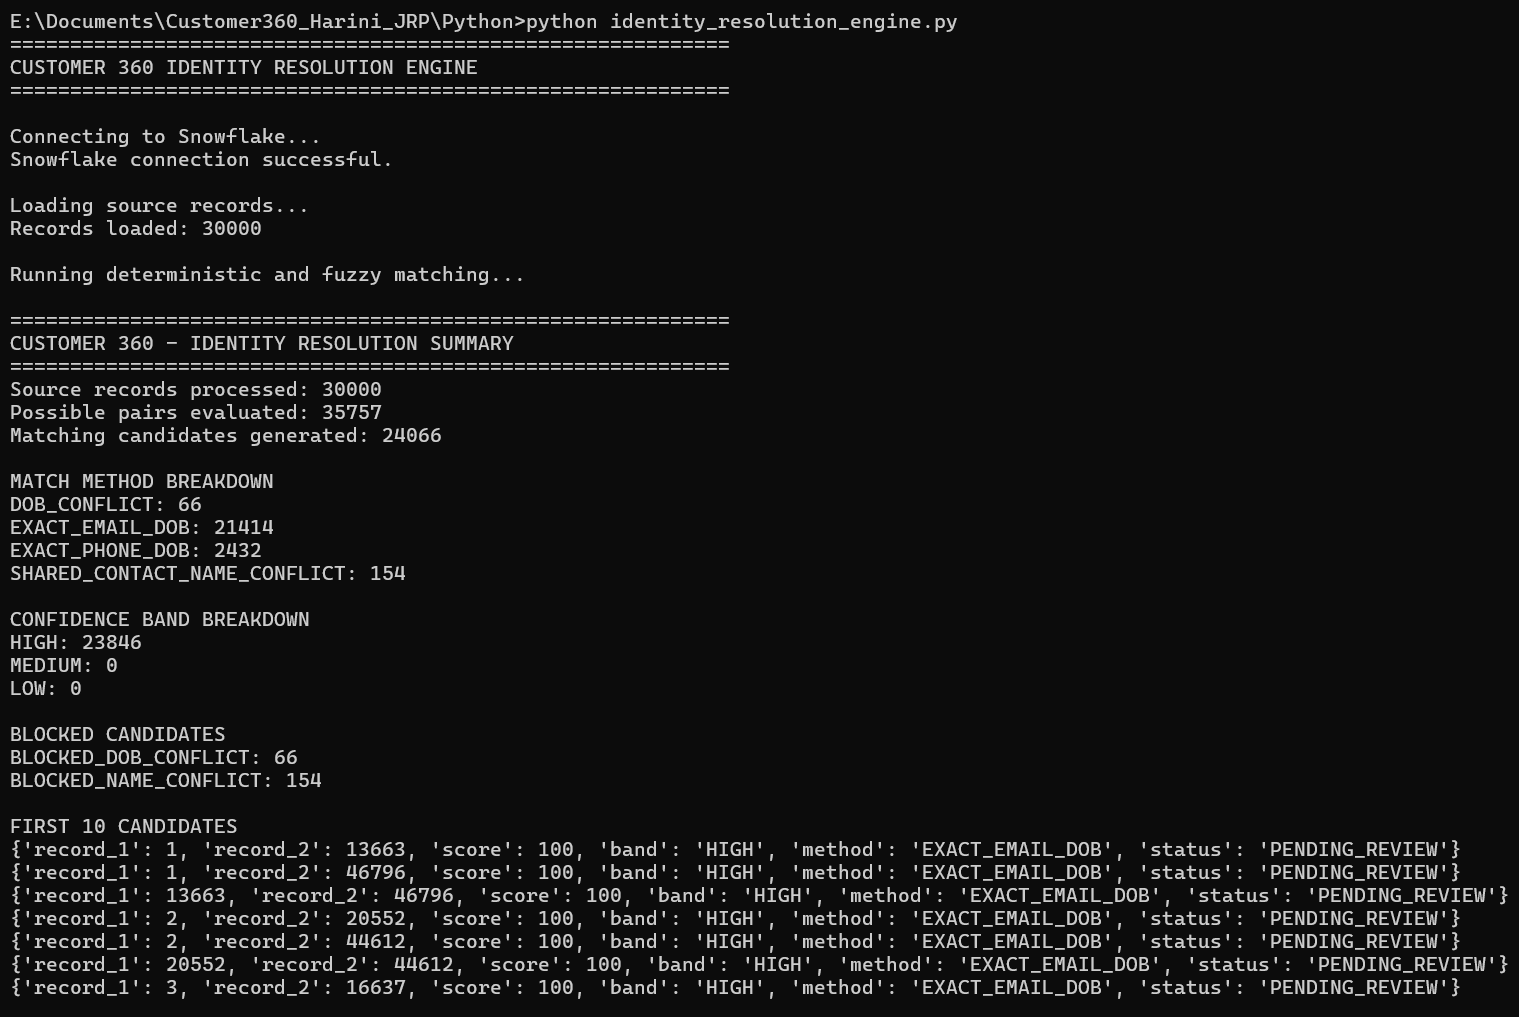 E:\Documents\Customer360_Harini_JRP\Python>python identity_resolution_engine.py
============================================================
CUSTOMER 360 IDENTITY RESOLUTION ENGINE
============================================================
Connecting to Snowflake...
Snowflake connection successful.
Loading source records...
Records loaded: 30000
Running deterministic and fuzzy matching...
============================================================
CUSTOMER 360 - IDENTITY RESOLUTION SUMMARY
============================================================
Source records processed: 30000
Possible pairs evaluated: 35757
Matching candidates generated: 24066
MATCH METHOD BREAKDOWN
DOB_CONFLICT: 66
EXACT_EMAIL_DOB: 21414
EXACT_PHONE_DOB: 2432
SHARED_CONTACT_NAME_CONFLICT: 154
CONFIDENCE BAND BREAKDOWN
HIGH: 23846
MEDIUM: 0
LOW: 0
BLOCKED CANDIDATES
BLOCKED_DOB_CONFLICT: 66
BLOCKED_NAME_CONFLICT: 154
FIRST 10 CANDIDATES
{'record_1': 1, 'record_2': 13663, 'score': 100, 'band': 'HIGH', 'method': 'EXACT_EMAIL_DOB', 'status': 'PENDING_REVIEW'}
{'record_1': 1, 'record_2': 46796, 'score': 100, 'band': 'HIGH', 'method': 'EXACT_EMAIL_DOB', 'status': 'PENDING_REVIEW'}
{'record_1': 13663, 'record_2': 46796, 'score': 100, 'band': 'HIGH', 'method': 'EXACT_EMAIL_DOB', 'status': 'PENDING_REVIEW'}
{'record_1': 2, 'record_2': 20552, 'score': 100, 'band': 'HIGH', 'method': 'EXACT_EMAIL_DOB', 'status': 'PENDING_REVIEW'}
{'record_1': 2, 'record_2': 44612, 'score': 100, 'band': 'HIGH', 'method': 'EXACT_EMAIL_DOB', 'status': 'PENDING_REVIEW'}
{'record_1': 20552, 'record_2': 44612, 'score': 100, 'band': 'HIGH', 'method': 'EXACT_EMAIL_DOB', 'status': 'PENDING_REVIEW'}
{'record_1': 3, 'record_2': 16637, 'score': 100, 'band': 'HIGH', 'method': 'EXACT_EMAIL_DOB', 'status': 'PENDING_REVIEW'}